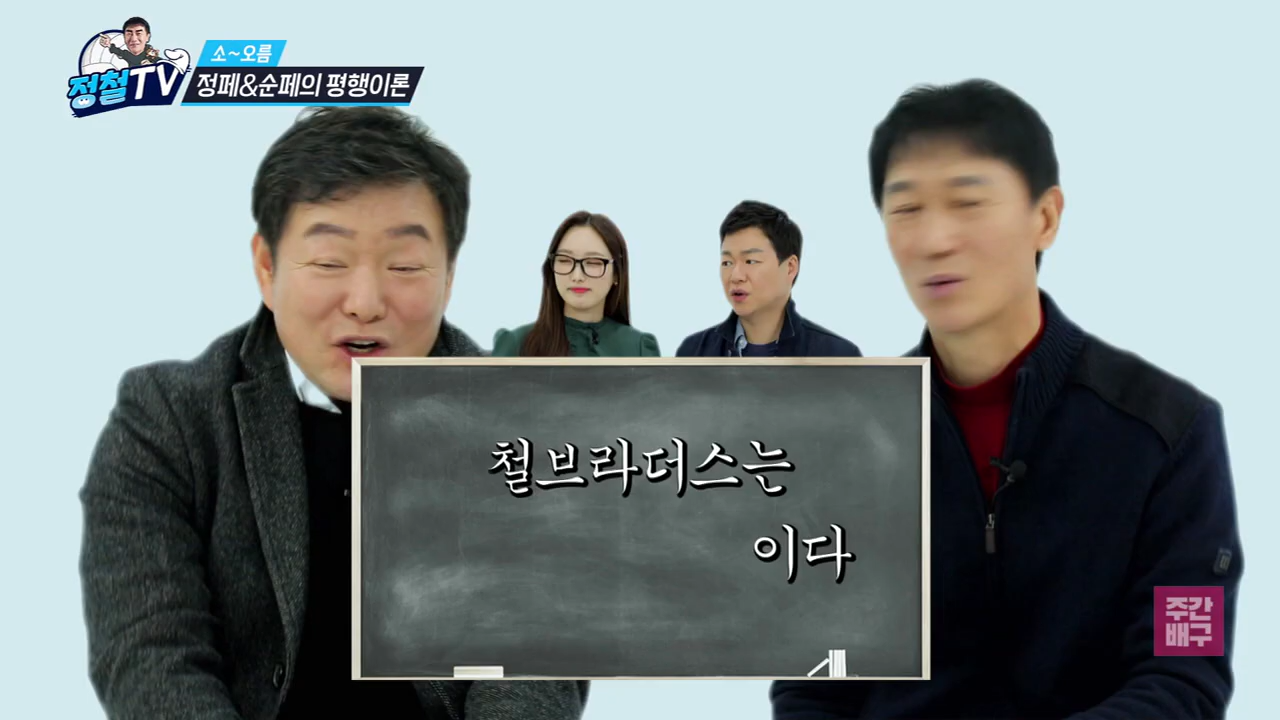 정철TV
소~오름
정페&순페의 평행이론
철브라더스는
이다
주간
배구